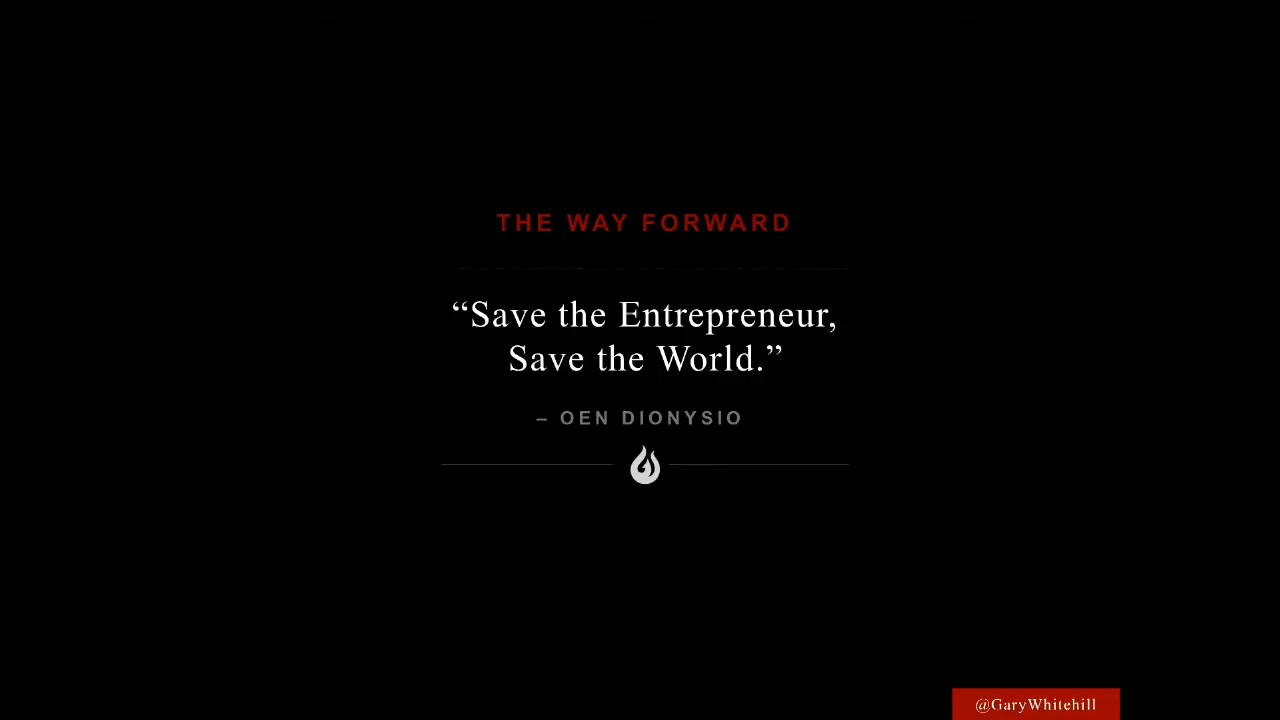 THE WAY FORWARD
“Save the Entrepreneur,
Save the World.”
– OEN DIONYSIO
@GaryWhitehill